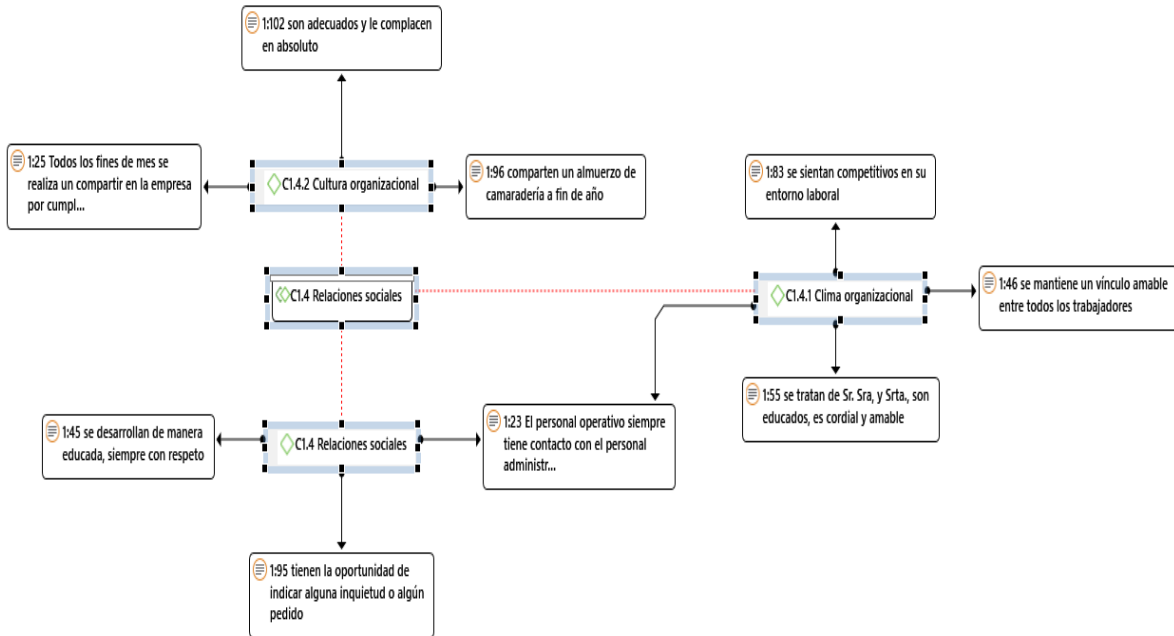 1:102 son adecuados y le complacen
en absoluto
1:25 Todos los fines de mes se
realiza un compartir en la empresa
por cumpl...
C1.4.2 Cultura organizacional
1:96 comparten un almuerzo de
camaradería a fin de año
1:83 se sientan competitivos en su
entorno laboral
C1.4 Relaciones sociales
C1.4.1 Clima organizacional
1:46 se mantiene un vínculo amable
entre todos los trabajadores
1:55 se tratan de Sr. Sra, y Srta., son
educados, es cordial y amable
1:45 se desarrollan de manera
educada, siempre con respeto
C1.4 Relaciones sociales
1:23 El personal operativo siempre
tiene contacto con el personal
administr...
1:95 tienen la oportunidad de
indicar alguna inquietud o algún
pedido